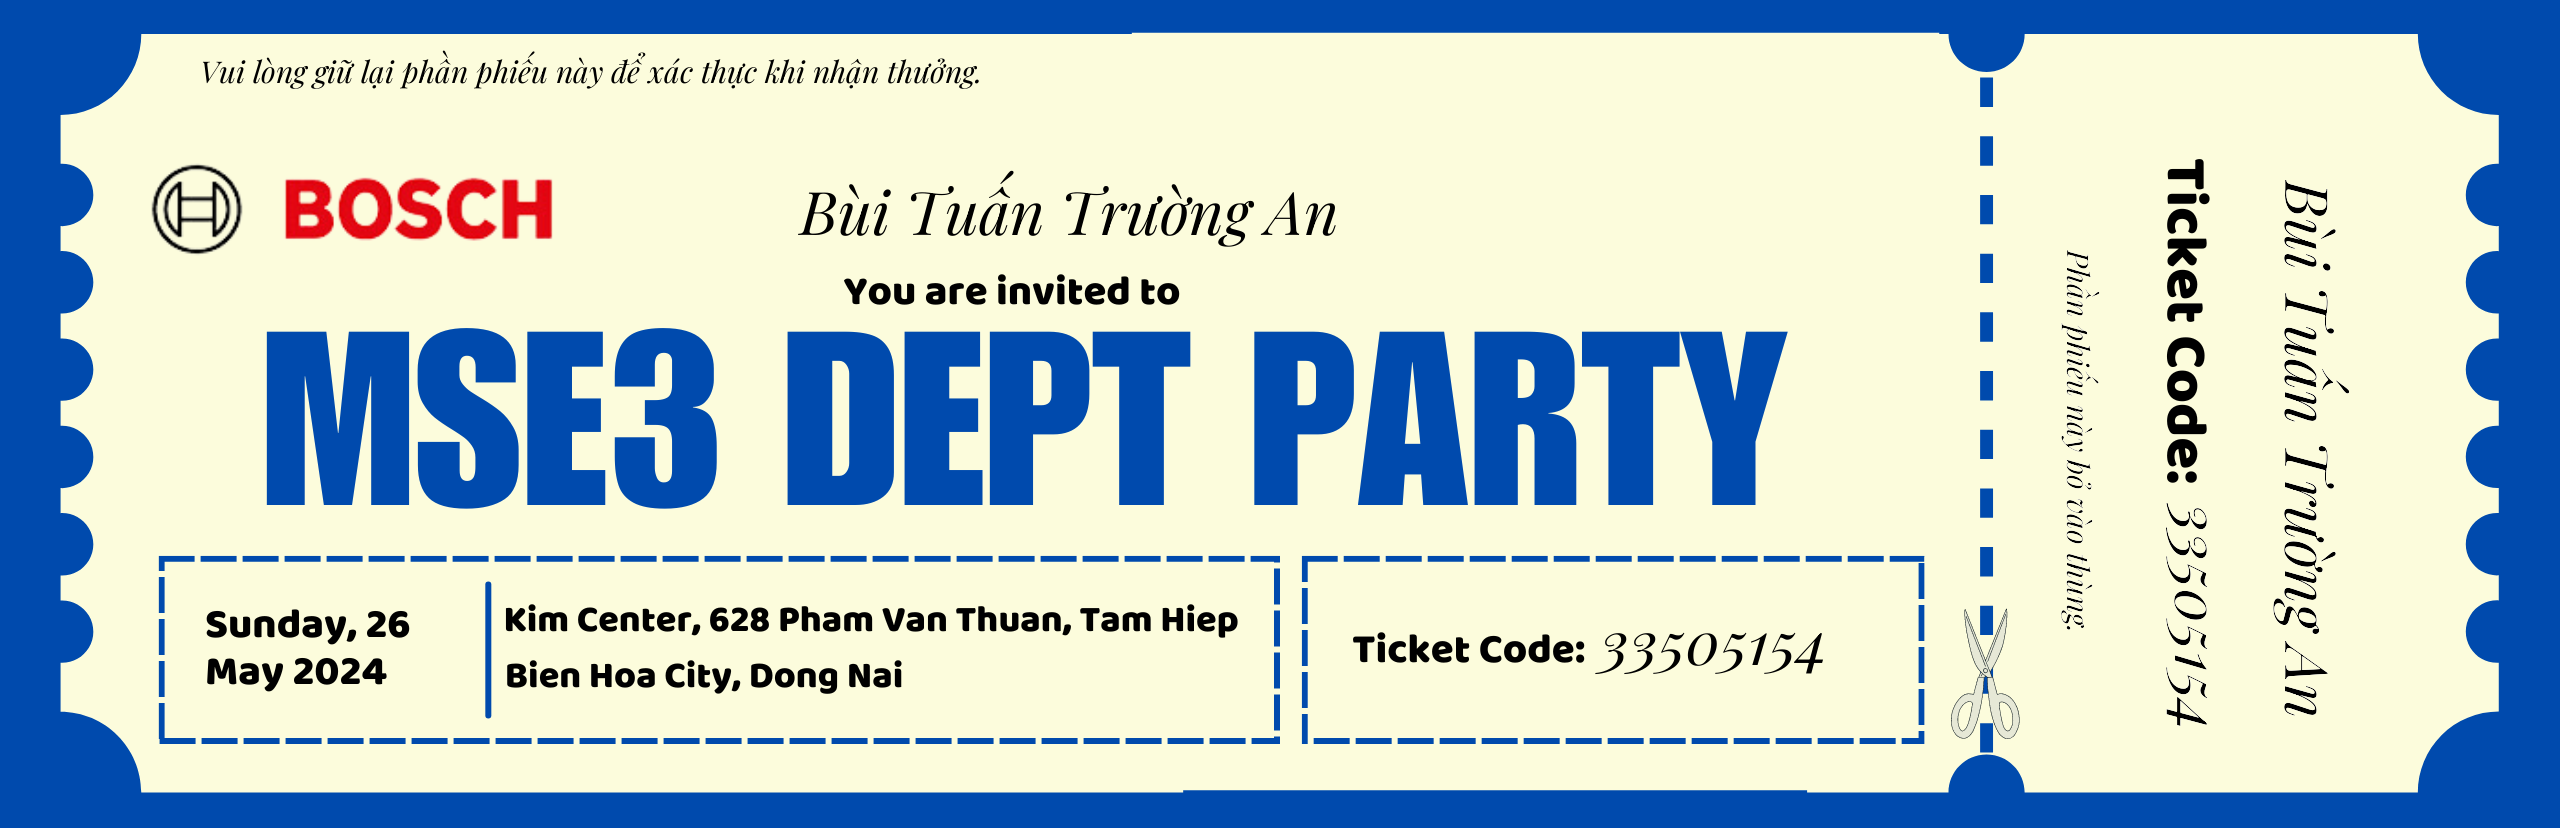 Vui lòng giữ lại phần phiếu này để xác thực khi nhận thưởng.
BOSCH
Bùi Tuấn Trường An
You are invited to
MSE3 DEPT PARTY
Sunday, 26
May 2024
Kim Center, 628 Pham Van Thuan, Tam Hiep
Bien Hoa City, Dong Nai
Ticket Code: 33505154
Bùi Tuấn Trường An
Ticket Code: 33505154
Phần phiếu này bỏ vào thùng.